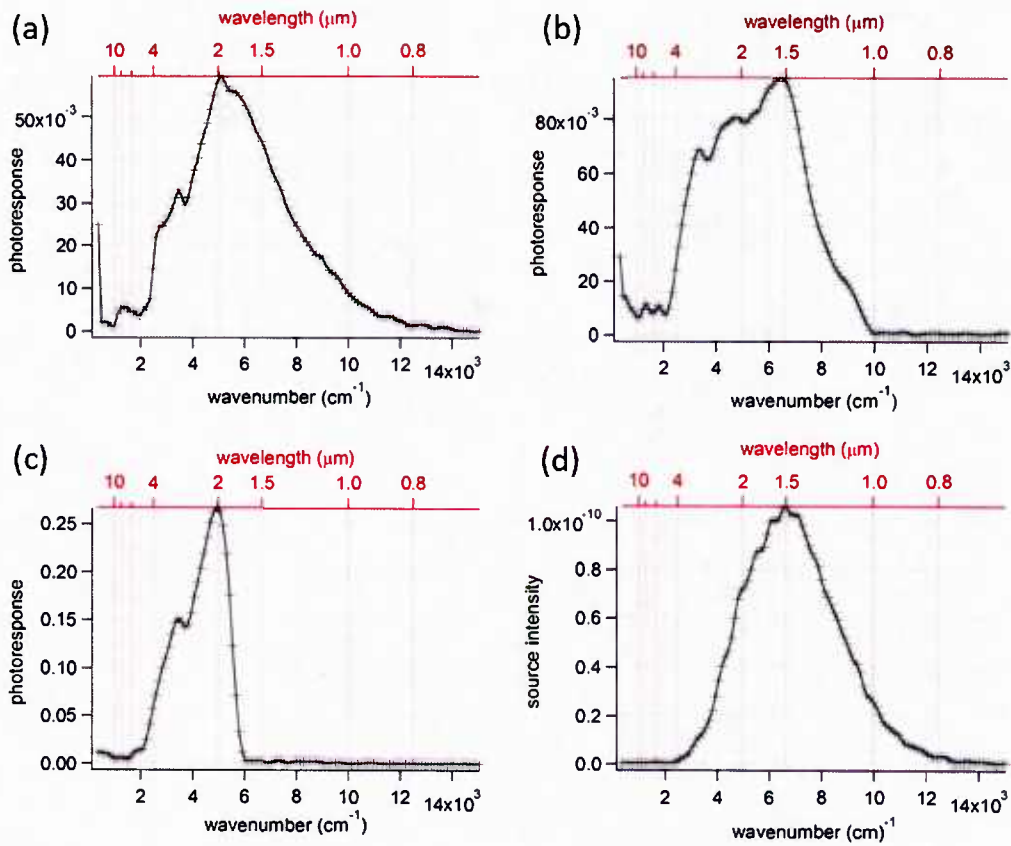 (a)
wavelength (μm)
10 4 2 1.5 1.0 0.8
50x10⁻³
40
30
20
10
0
photoresponse
2 4 6 8 10 12 14x10³
wavenumber (cm⁻¹)
(b)
wavelength (μm)
10 4 2 1.5 1.0 0.8
80x10⁻³
60
40
20
0
photoresponse
2 4 6 8 10 12 14x10³
wavenumber (cm⁻¹)
(c)
wavelength (μm)
10 4 2 1.5 1.0 0.8
0.25
0.20
0.15
0.10
0.05
0.00
photoresponse
2 4 6 8 10 12 14x10³
wavenumber (cm⁻¹)
(d)
wavelength (μm)
10 4 2 1.5 1.0 0.8
1.0x10⁻¹⁰
0.8
0.6
0.4
0.2
0.0
source intensity
2 4 6 8 10 12 14x10³
wavenumber (cm)⁻¹